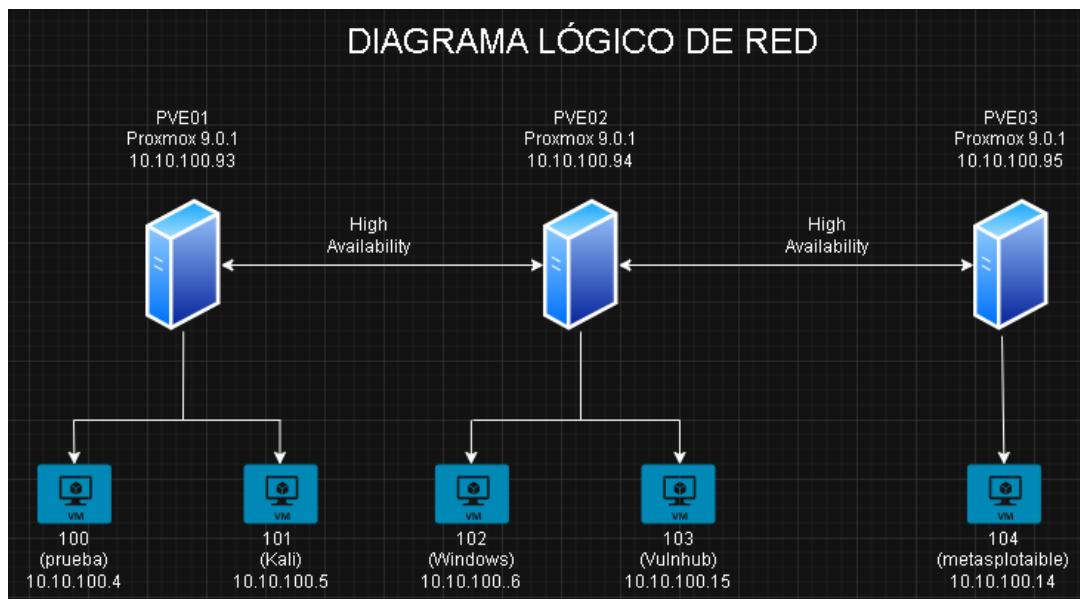 DIAGRAMA LÓGICO DE RED
PVE01
Proxmox 9.0.1
10.10.100.93
PVE02
Proxmox 9.0.1
10.10.100.94
PVE03
Proxmox 9.0.1
10.10.100.95
High
Availability
High
Availability
VM
100
(prueba)
10.10.100.4
VM
101
(Kali)
10.10.100.5
VM
102
(Windows)
10.10.100..6
VM
103
(Vulnhub)
10.10.100.15
VM
104
(metasplotaible)
10.10.100.14